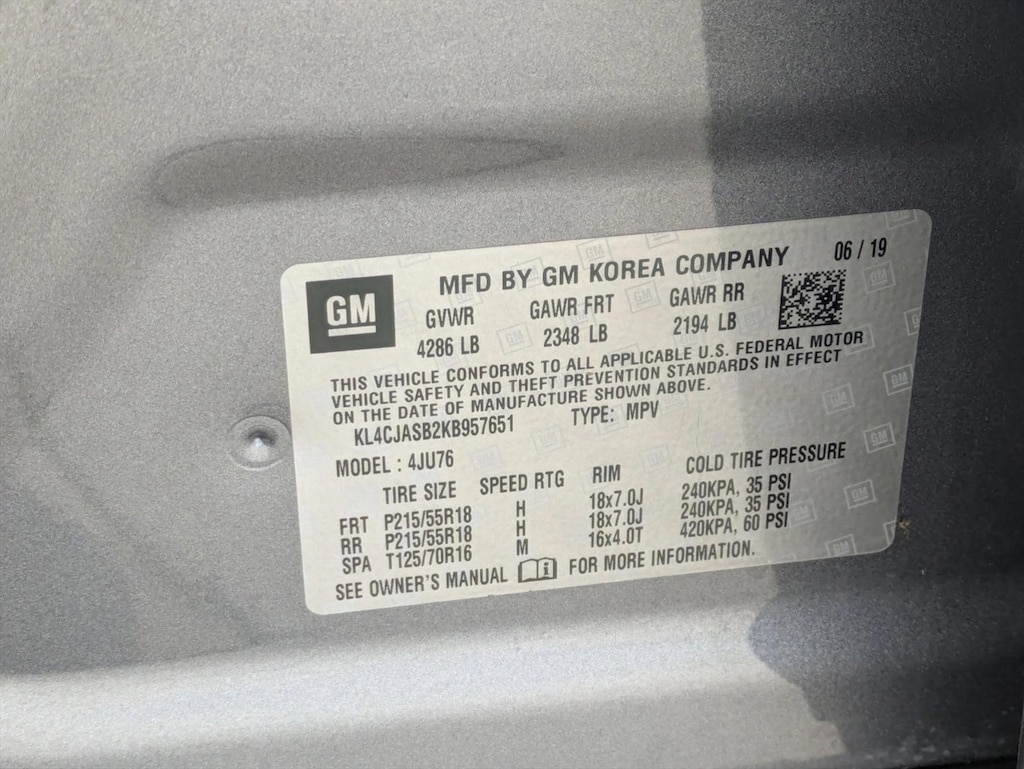 GM
MFD BY GM KOREA COMPANY 06 / 19
GVWR GAWR FRT GAWR RR
4286 LB 2348 LB 2194 LB
THIS VEHICLE CONFORMS TO ALL APPLICABLE U.S. FEDERAL MOTOR
VEHICLE SAFETY AND THEFT PREVENTION STANDARDS IN EFFECT
ON THE DATE OF MANUFACTURE SHOWN ABOVE.
KL4CJASB2KB957651 TYPE: MPV
MODEL : 4JU76
TIRE SIZE SPEED RTG RIM COLD TIRE PRESSURE
FRT P215/55R18 H 18x7.0J 240KPA, 35 PSI
RR P215/55R18 H 18x7.0J 240KPA, 35 PSI
SPA T125/70R16 M 16x4.0T 420KPA, 60 PSI
SEE OWNER'S MANUAL FOR MORE INFORMATION.